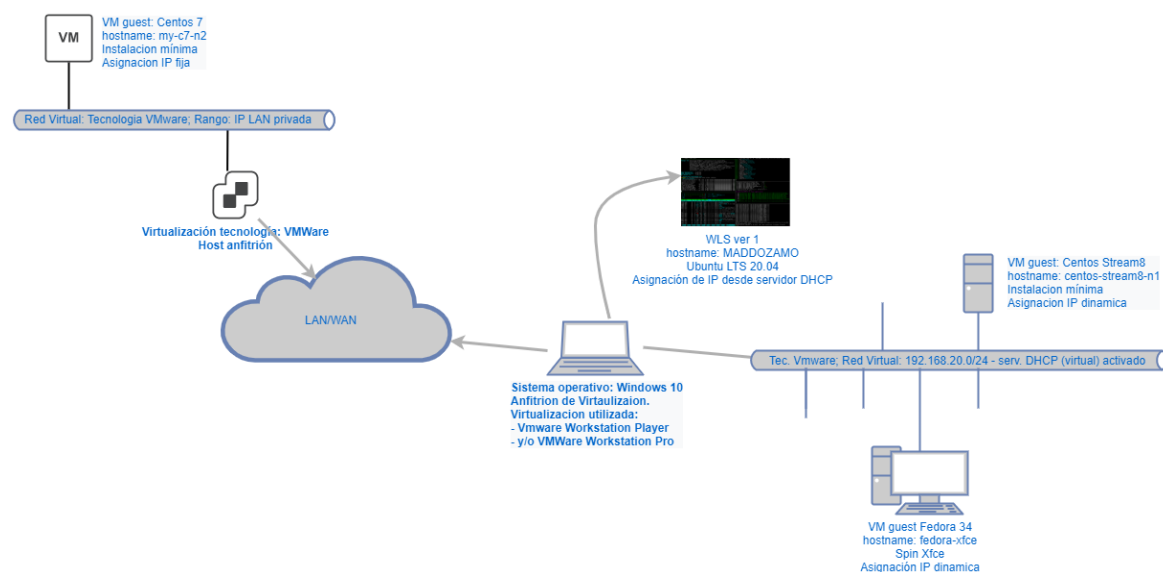 VM
VM guest: Centos 7
hostname: my-c7-n2
Instalacion mínima
Asignacion IP fija
Red Virtual: Tecnologia VMware; Rango: IP LAN privada
Virtualización tecnología: VMWare
Host anfitrión
LAN/WAN
WLS ver 1
hostname: MADDOZAMO
Ubuntu LTS 20.04
Asignación de IP desde servidor DHCP
Sistema operativo: Windows 10
Anfitrion de Virtaulizaion.
Virtualizacion utilizada:
- Vmware Workstation Player
- y/o VMWare Workstation Pro
VM guest: Centos Stream8
hostname: centos-stream8-n1
Instalacion mínima
Asignacion IP dinamica
Tec. Vmware; Red Virtual: 192.168.20.0/24 - serv. DHCP (virtual) activado
VM guest Fedora 34
hostname: fedora-xfce
Spin Xfce
Asignación IP dinamica